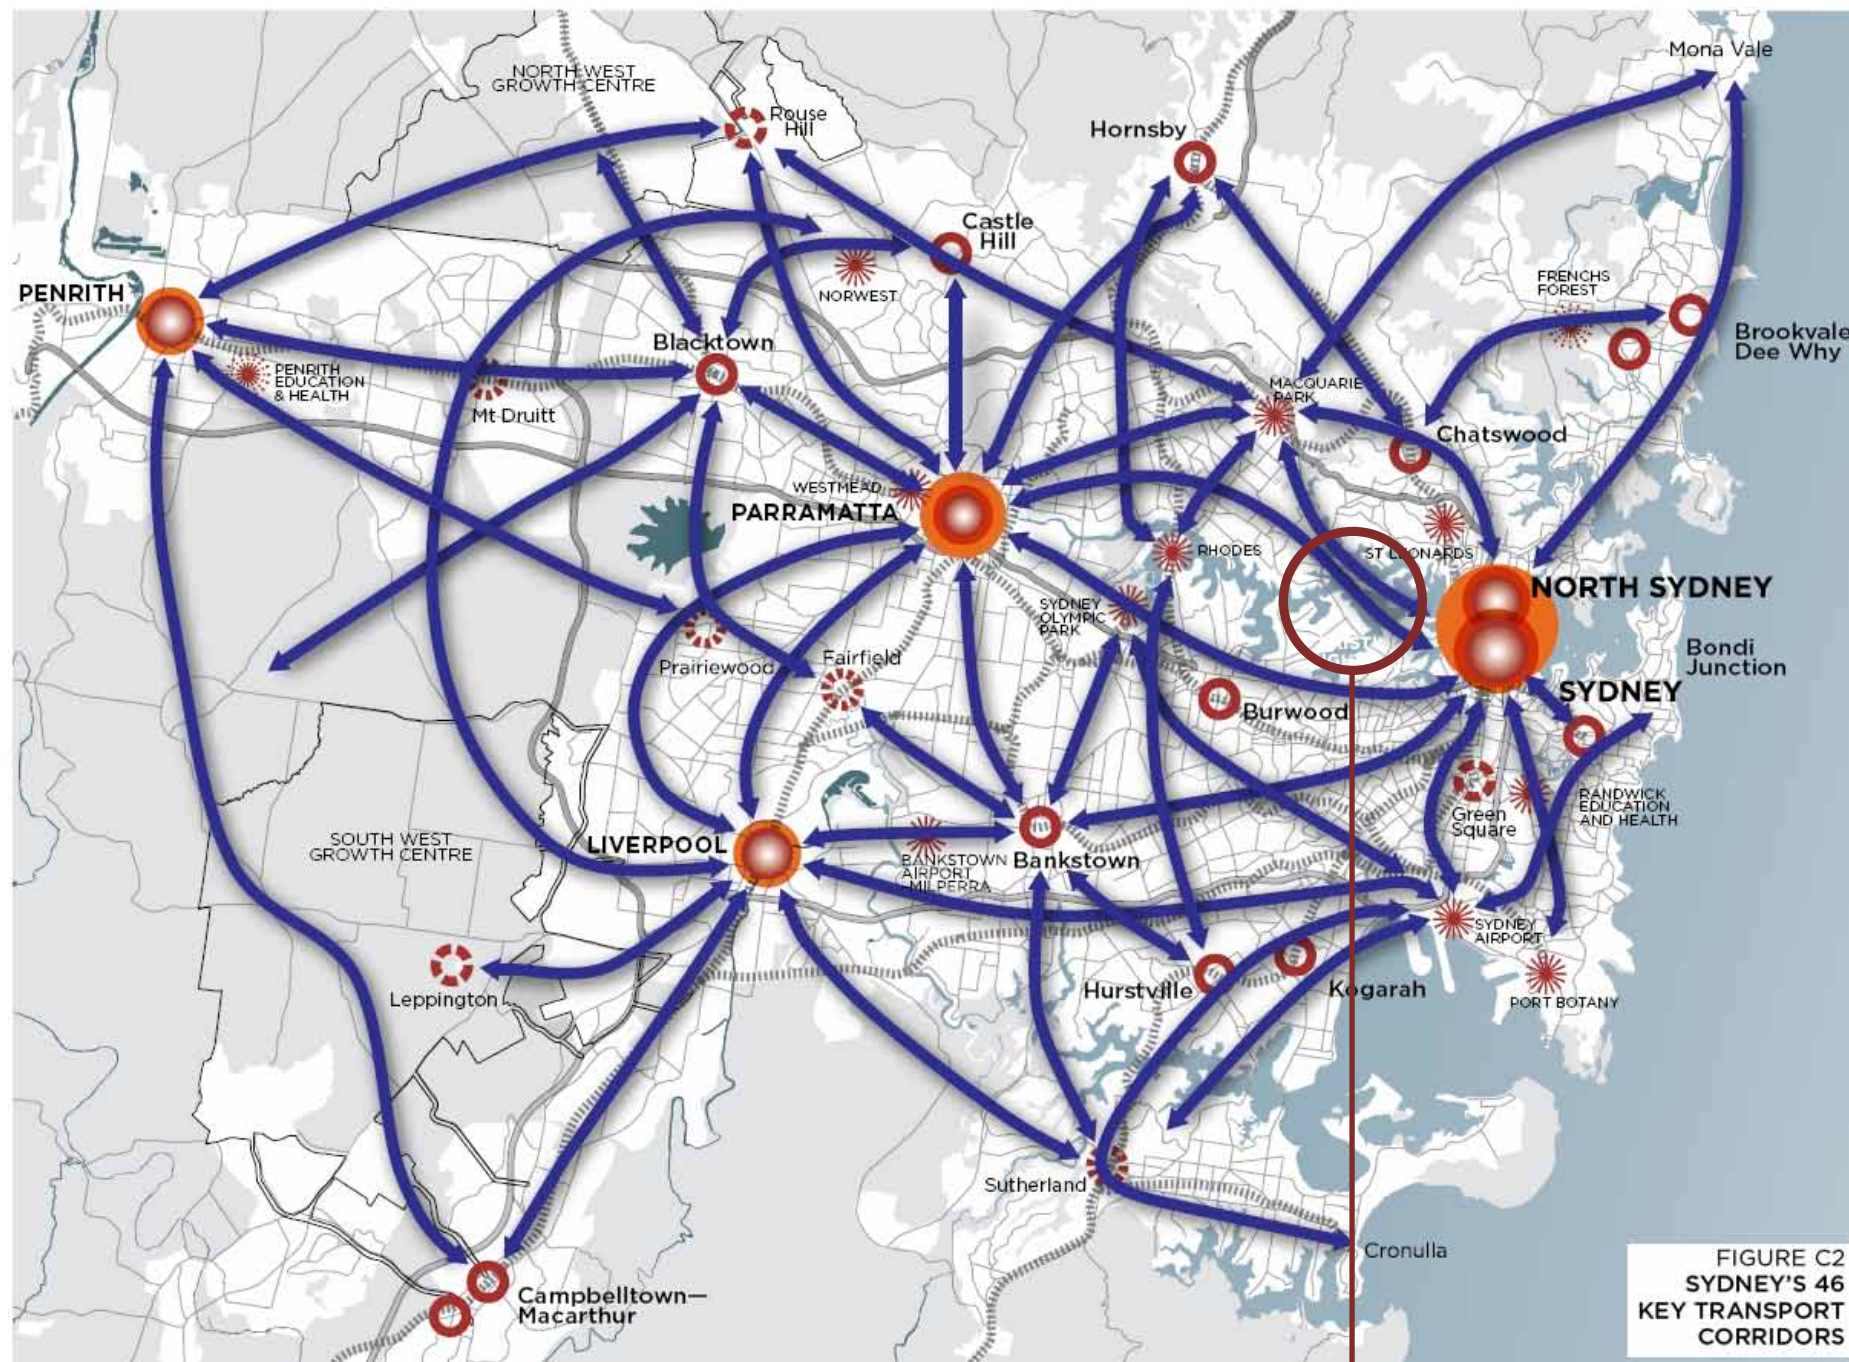 Mona Vale
NORTH WEST
GROWTH CENTRE
Rouse
Hill
Hornsby
Castle
Hill
FRENCHS
FOREST
PENRITH
NORWEST
Brookvale
Dee Why
Blacktown
PENRITH
EDUCATION
& HEALTH
MACQUARIE
PARK
Mt Druitt
Chatswood
WESTMEAD
PARRAMATTA
RHODES
ST LEONARDS
NORTH SYDNEY
SYDNEY
OLYMPIC
PARK
Bondi
Junction
Prairiewood
Fairfield
SYDNEY
Burwood
Green
Square
RANDWICK
EDUCATION
AND HEALTH
SOUTH WEST
GROWTH CENTRE
LIVERPOOL
BANKSTOWN
AIRPORT
-MILPERRA
Bankstown
SYDNEY
AIRPORT
Leppington
Hurstville
Kogarah
PORT BOTANY
Sutherland
Cronulla
Campbelltown—
Macarthur
FIGURE C2
SYDNEY'S 46
KEY TRANSPORT
CORRIDORS